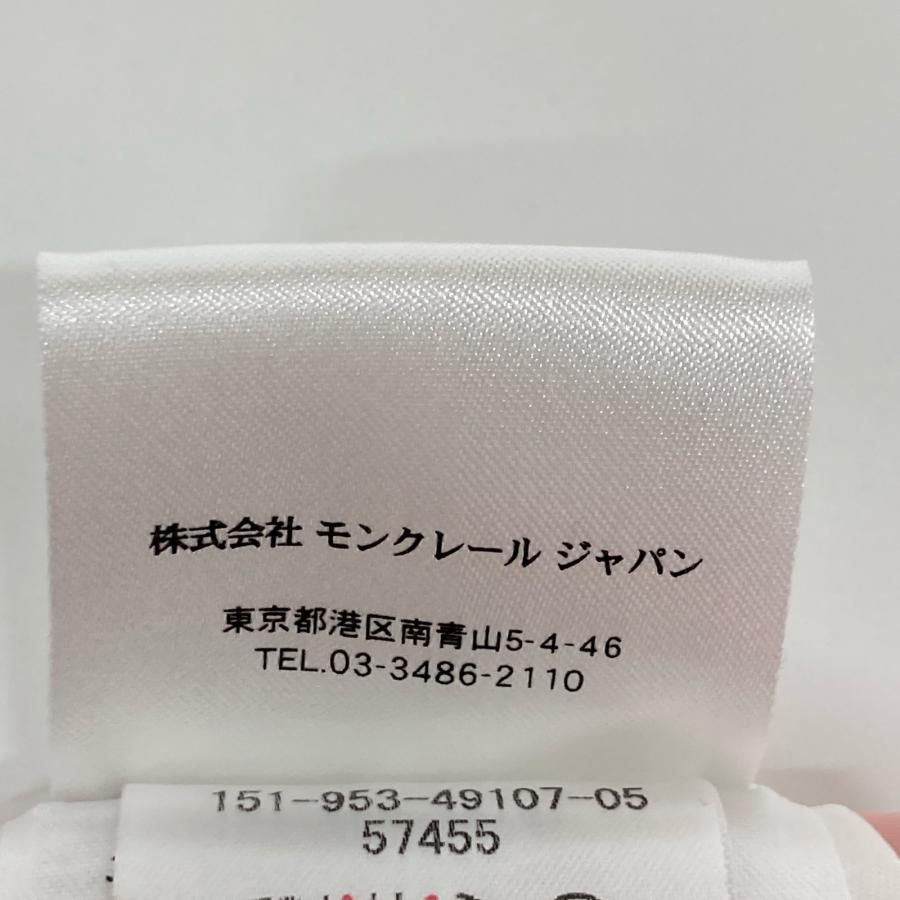 株式会社 モンクレール ジャパン
東京都港区南青山5-4-46
TEL.03-3486-2110
151-953-49107-05
57455